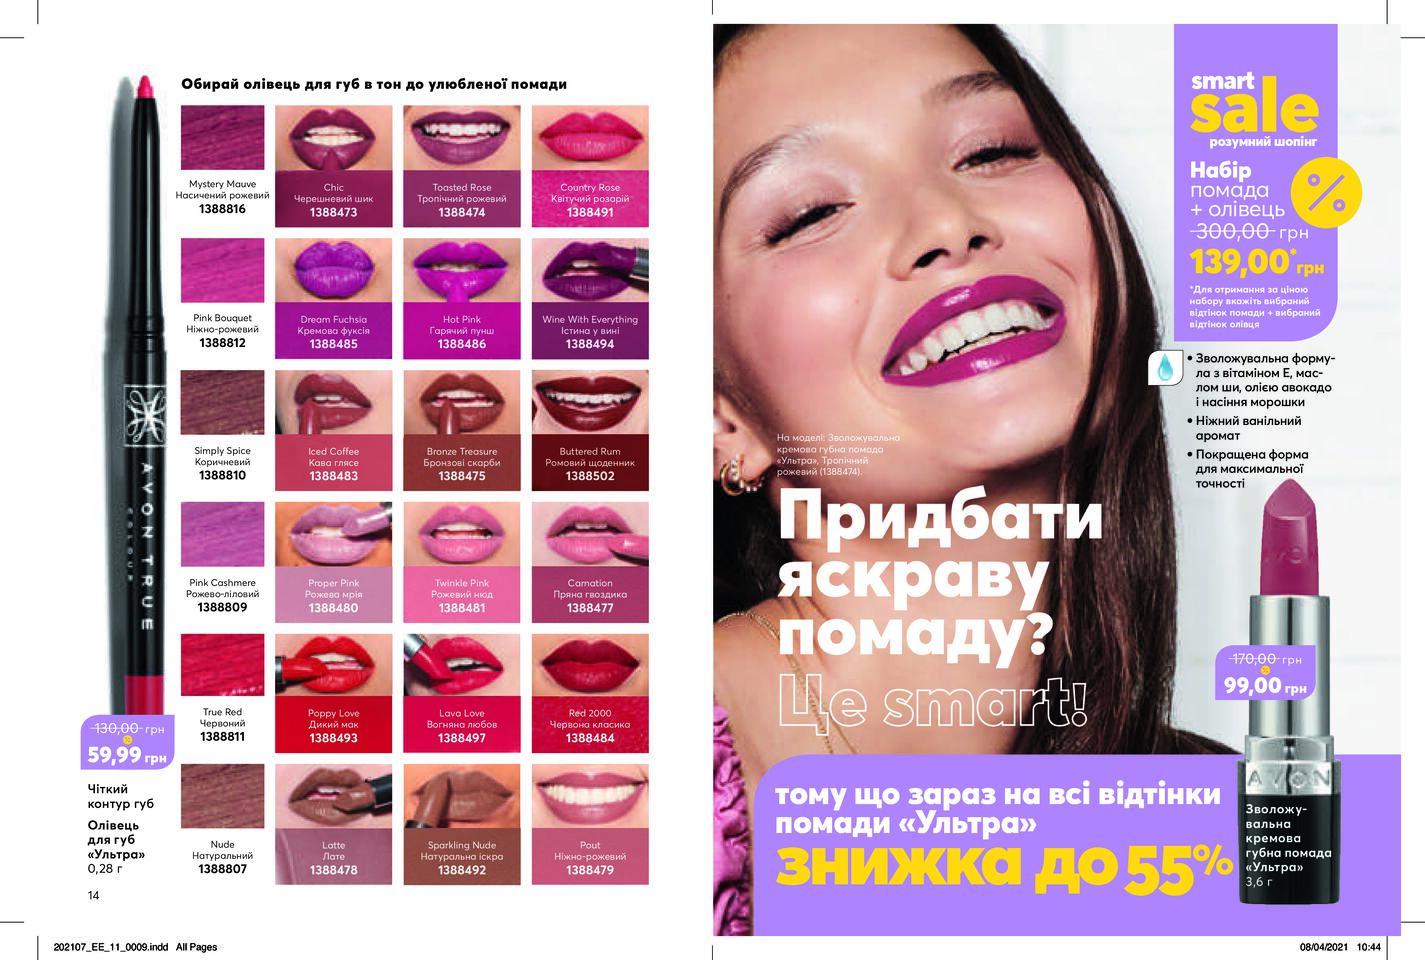 Обирай олівець для губ в тон до улюбленої помади
Mystery Mauve
Насичений рожевий
1388816
Chic
Черешневий шик
1388473
Toasted Rose
Тропічний рожевий
1388474
Country Rose
Квітучий розарій
1388491
Pink Bouquet
Ніжно-рожевий
1388812
Dream Fuchsia
Кремова фуксія
1388485
Hot Pink
Гарячий пунш
1388486
Wine With Everything
Істина у вині
1388494
Simply Spice
Коричневий
1388810
Iced Coffee
Кава глясе
1388483
Bronze Treasure
Бронзові скарби
1388475
Buttered Rum
Ромовий щоденник
1388502
Pink Cashmere
Рожево-ліловий
1388809
Proper Pink
Рожева мрія
1388480
Twinkle Pink
Рожевий нюд
1388481
Carnation
Пряна гвоздика
1388477
True Red
Червоний
1388811
Poppy Love
Дикий мак
1388493
Lava Love
Вогняна любов
1388497
Red 2000
Червона класика
1388484
Nude
Натуральний
1388807
Latte
Лате
1388478
Sparkling Nude
Натуральна іскра
1388492
Pout
Ніжно-рожевий
1388479
AVON TRUE
COLOUR
130,00 грн
59,99 грн
Чіткий
контур губ
Олівець
для губ
«Ультра»
0,28 г
14
smart
sale
розумний шопінг
Набір
помада
+ олівець
300,00 грн
139,00* грн
%
*Для отримання за ціною
набору вкажіть вибраний
відтінок помади + вибраний
відтінок олівця
• Зволожувальна форму-
ла з вітаміном Е, мас-
лом ши, олією авокадо
і насіння морошки
• Ніжний ванільний
аромат
• Покращена форма
для максимальної
точності
На моделі: Зволожувальна
кремова губна помада
«Ультра», Тропічний
рожевий (1388474).
Придбати
яскраву
помаду?
Це smart!
170,00 грн
99,00 грн
тому що зараз на всі відтінки
помади «Ультра»
знижка до 55%
AVON
Зволожу-
вальна
кремова
губна помада
«Ультра»
3,6 г
202107_EE_11_0009.indd All Pages
08/04/2021 10:44